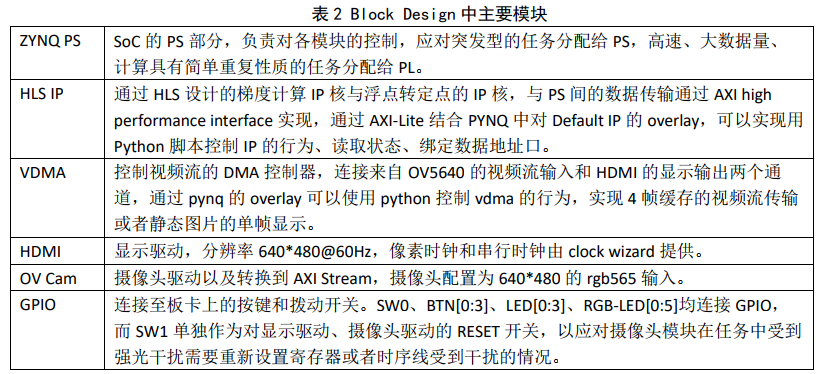 表 2 Block Design 中主要模块
ZYNQ PS
SoC 的 PS 部分，负责对各模块的控制，应对突发型的任务分配给 PS，高速、大数据量、
计算具有简单重复性质的任务分配给 PL。
HLS IP
通过 HLS 设计的梯度计算 IP 核与浮点转定点的 IP 核，与 PS 间的数据传输通过 AXI high
performance interface 实现，通过 AXI-Lite 结合 PYNQ 中对 Default IP 的 overlay，可以实现用
Python 脚本控制 IP 的行为、读取状态、绑定数据地址口。
VDMA
控制视频流的 DMA 控制器，连接来自 OV5640 的视频流输入和 HDMI 的显示输出两个通
道，通过 pynq 的 overlay 可以使用 python 控制 vdma 的行为，实现 4 帧缓存的视频流传输
或者静态图片的单帧显示。
HDMI
显示驱动，分辨率 640*480@60Hz，像素时钟和串行时钟由 clock wizard 提供。
OV Cam
摄像头驱动以及转换到 AXI Stream，摄像头配置为 640*480 的 rgb565 输入。
GPIO
连接至板卡上的按键和拨动开关。SW0、BTN[0:3]、LED[0:3]、RGB-LED[0:5]均连接 GPIO，
而 SW1 单独作为对显示驱动、摄像头驱动的 RESET 开关，以应对摄像头模块在任务中受到
强光干扰需要重新设置寄存器或者时序线受到干扰的情况。